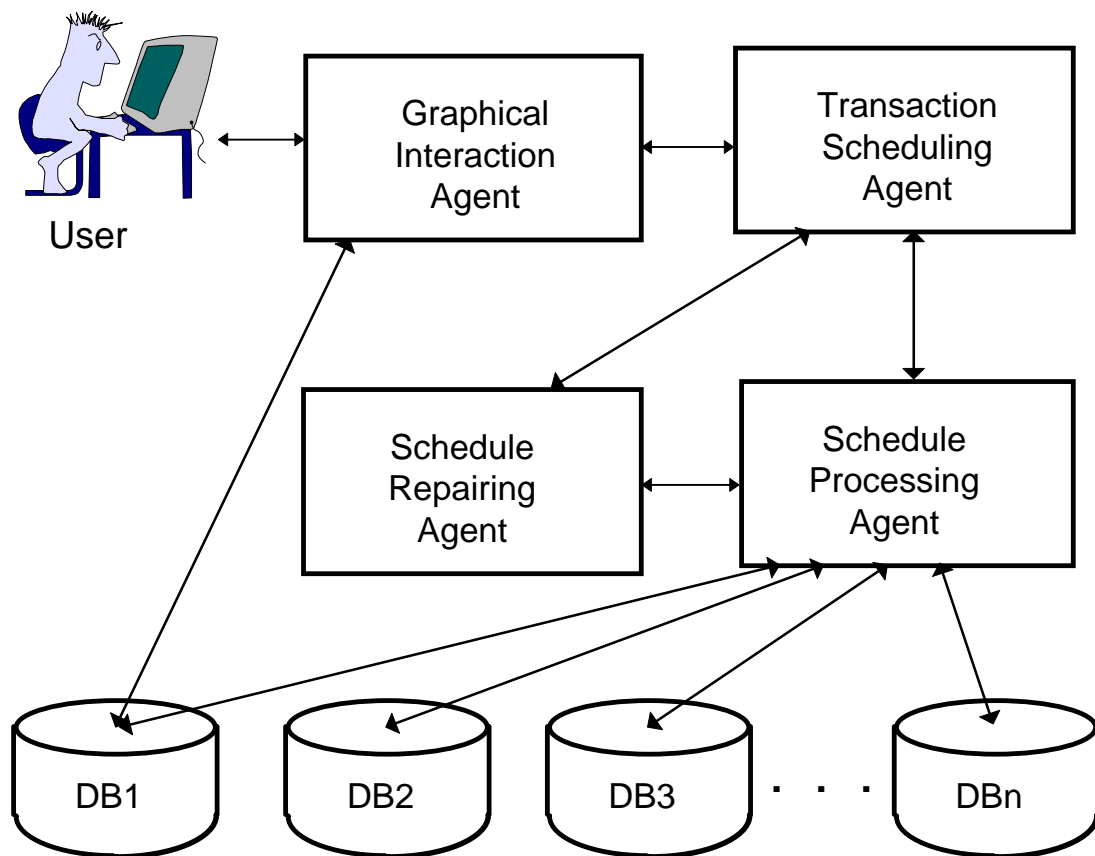 Graphical
Interaction
Agent
Transaction
Scheduling
Agent
User
Schedule
Repairing
Agent
Schedule
Processing
Agent
DB1
DB2
DB3
. . .
DBn